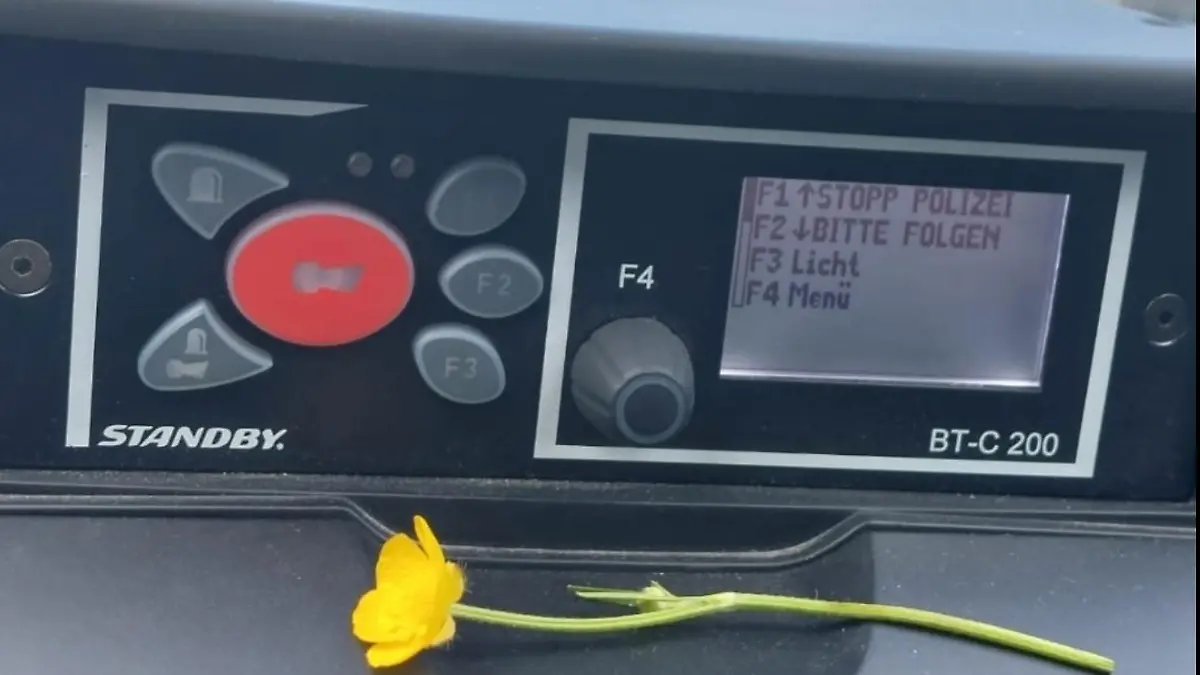 F2
F3
STANDBY.
F4
F1 ↑STOPP POLIZEI
F2 ↓BITTE FOLGEN
F3 Licht
F4 Menü
BT-C 200